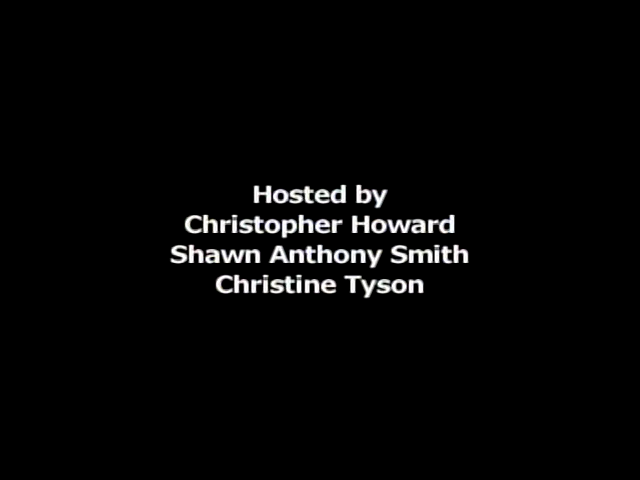 Hosted by
Christopher Howard
Shawn Anthony Smith
Christine Tyson